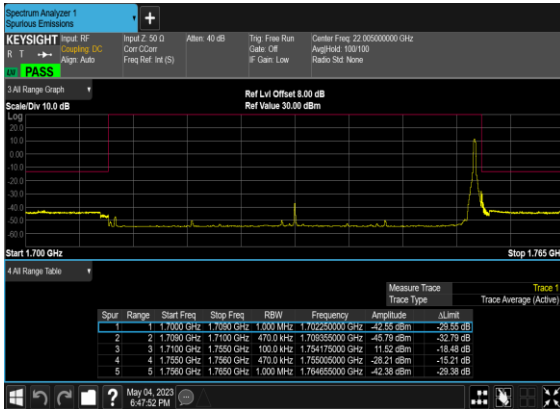 Spectrum Analyzer 1
Spurious Emissions
+
KEYSIGHT
R T
LXI PASS
Input: RF
Coupling: DC
Align: Auto
Input Z: 50 Ω
Corr CCorr
Freq Ref: Int (S)
Atten: 40 dB
Trig: Free Run
Gate: Off
IF Gain: Low
Center Freq: 22.005000000 GHz
Avg|Hold: 100/100
Radio Std: None
3 All Range Graph
Scale/Div 10.0 dB
Ref Lvl Offset 8.00 dB
Ref Value 30.00 dBm
Log
20.0
10.0
0.00
-10.0
-20.0
-30.0
-40.0
-50.0
-60.0
Start 1.700 GHz
Stop 1.765 GH
4 All Range Table
Measure Trace Trace 1
Trace Type Trace Average (Active)
Spur Range Start Freq Stop Freq RBW Frequency Amplitude ΔLimit
1 1 1.7000 GHz 1.7090 GHz 1.000 MHz 1.702250000 GHz -42.55 dBm -29.55 dB
2 2 1.7090 GHz 1.7100 GHz 470.0 kHz 1.709355000 GHz -45.79 dBm -32.79 dB
3 3 1.7100 GHz 1.7550 GHz 100.0 kHz 1.754175000 GHz 11.52 dBm -18.48 dB
4 4 1.7550 GHz 1.7560 GHz 470.0 kHz 1.755005000 GHz -28.21 dBm -15.21 dB
5 5 1.7560 GHz 1.7650 GHz 1.000 MHz 1.764655000 GHz -42.38 dBm -29.38 dB
?
May 04, 2023
6:47:52 PM